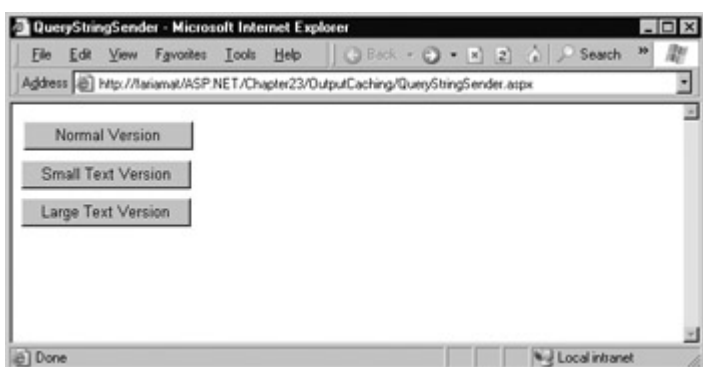 QueryStringSender - Microsoft Internet Explorer
File Edit View Favorites Tools Help Back Search »
Address http://fariamat/ASP.NET/Chapter23/OutputCaching/QueryStringSender.aspx
Normal Version
Small Text Version
Large Text Version
Done Local intranet